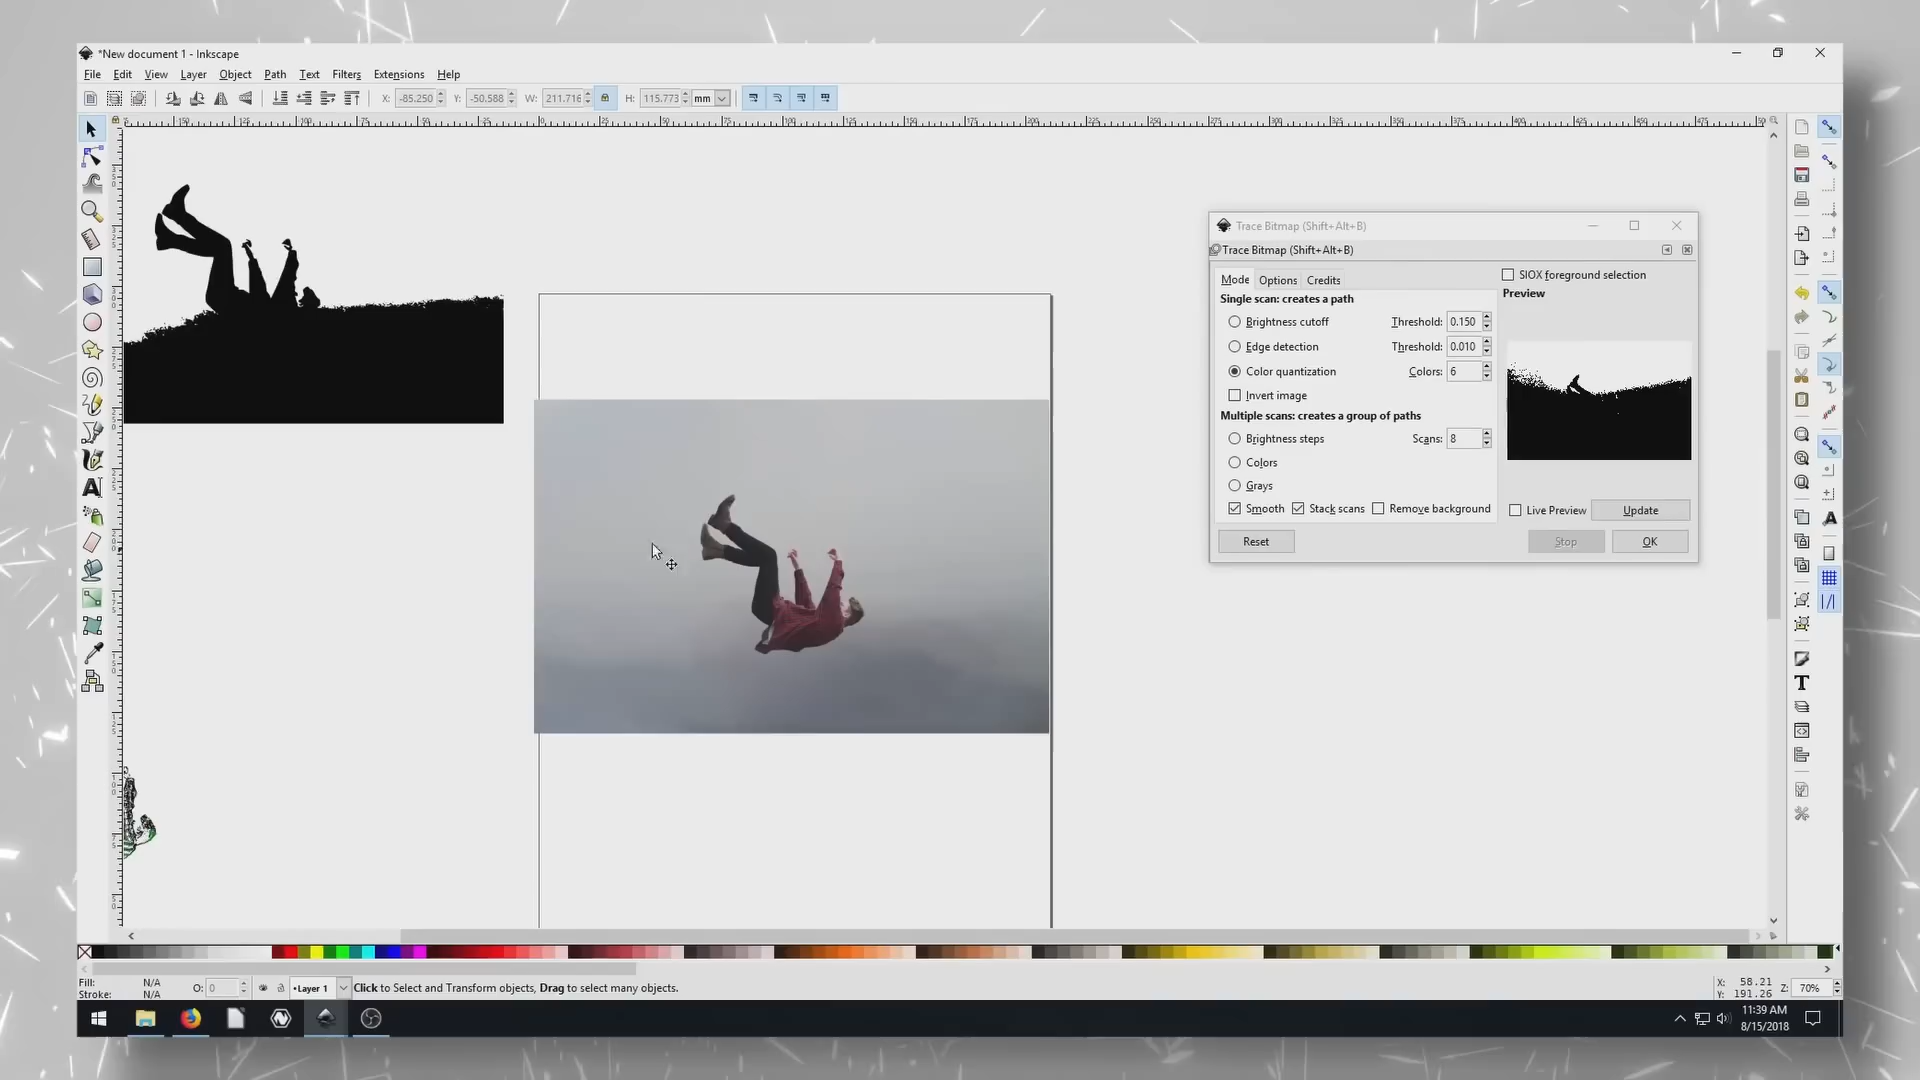 *New document 1 - Inkscape
File Edit View Layer Object Path Text Filters Extensions Help
X: -85.250 Y: -50.588 W: 211.716 H: 115.773 mm
Trace Bitmap (Shift+Alt+B)
Trace Bitmap (Shift+Alt+B)
Mode Options Credits
SIOX foreground selection
Single scan: creates a path
Preview
Brightness cutoff Threshold: 0.150
Edge detection Threshold: 0.010
Color quantization Colors: 6
Invert image
Multiple scans: creates a group of paths
Brightness steps Scans: 8
Colors
Grays
Smooth Stack scans Remove background
Live Preview Update
Reset Stop OK
Fill: N/A
Stroke: N/A
O: 0
•Layer 1
Click to Select and Transform objects, Drag to select many objects.
X: 58.21
Y: 191.26
Z: 70%
11:39 AM
8/15/2018